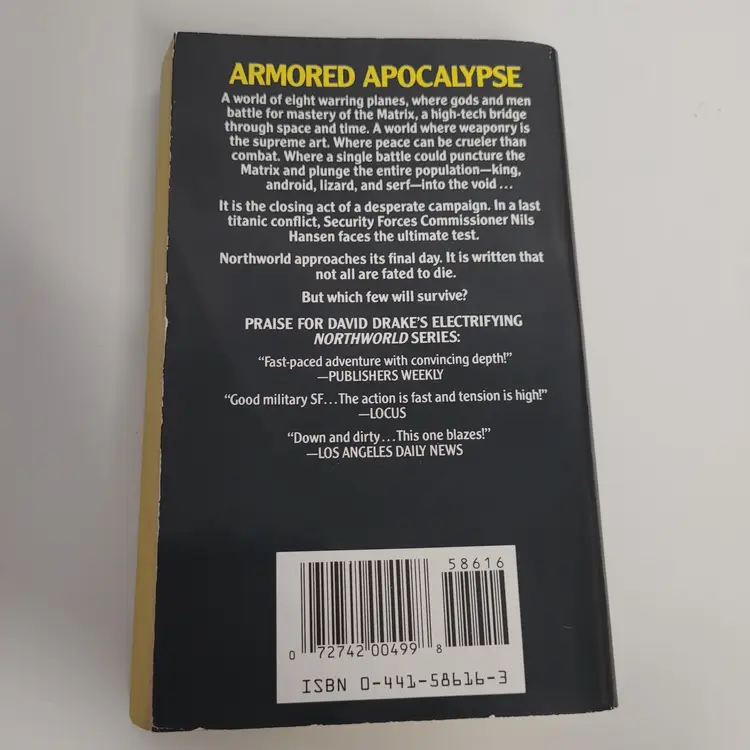 ARMORED APOCALYPSE
A world of eight warring planes, where gods and men
battle for mastery of the Matrix, a high-tech bridge
through space and time. A world where weaponry is
the supreme art. Where peace can be crueler than
combat. Where a single battle could puncture the
Matrix and plunge the entire population—king,
android, lizard, and serf—into the void...
It is the closing act of a desperate campaign. In a last
titanic conflict, Security Forces Commissioner Nils
Hansen faces the ultimate test.
Northworld approaches its final day. It is written that
not all are fated to die.
But which few will survive?
PRAISE FOR DAVID DRAKE'S ELECTRIFYING
NORTHWORLD SERIES:
"Fast-paced adventure with convincing depth!"
—PUBLISHERS WEEKLY
"Good military SF...The action is fast and tension is high!"
—LOCUS
"Down and dirty...This one blazes!"
—LOS ANGELES DAILY NEWS
58616
0 72742 00499 8
ISBN 0-441-58616-3